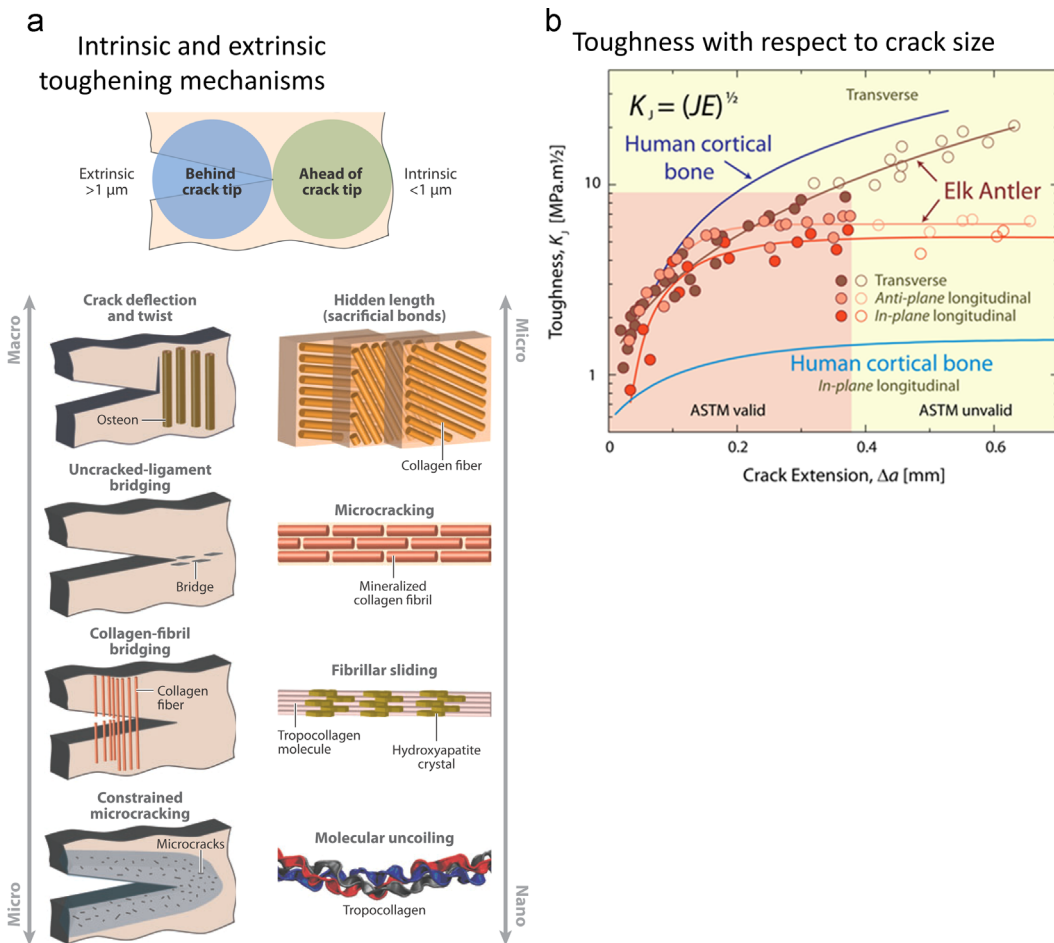 a
Intrinsic and extrinsic
toughening mechanisms
Extrinsic
>1 μm
Behind
crack tip
Ahead of
crack tip
Intrinsic
<1 μm
Macro
Micro
Crack deflection
and twist
Osteon
Uncracked-ligament
bridging
Bridge
Collagen-fibril
bridging
Collagen
fiber
Constrained
microcracking
Microcracks
Hidden length
(sacrificial bonds)
Collagen fiber
Microcracking
Mineralized
collagen fibril
Fibrillar sliding
Tropocollagen
molecule
Hydroxyapatite
crystal
Molecular uncoiling
Tropocollagen
Micro
Nano
b
Toughness with respect to crack size
Toughness, KJ [MPa.m½]
10
1
KJ = (JE)½
Transverse
Human cortical
bone
Elk Antler
Transverse
Anti-plane longitudinal
In-plane longitudinal
Human cortical bone
In-plane longitudinal
ASTM valid
ASTM unvalid
0
0.2
0.4
0.6
Crack Extension, Δa [mm]